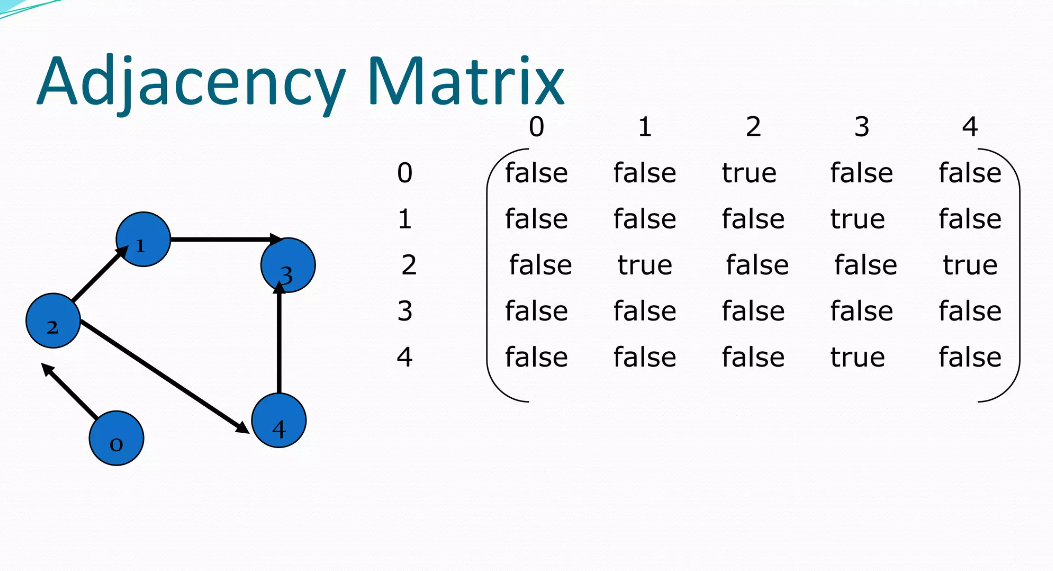 Adjacency Matrix
0 1 2 3 4
0 false false true false false
1 false false false true false
2 false true false false true
3 false false false false false
4 false false false true false
1
3
2
4
0